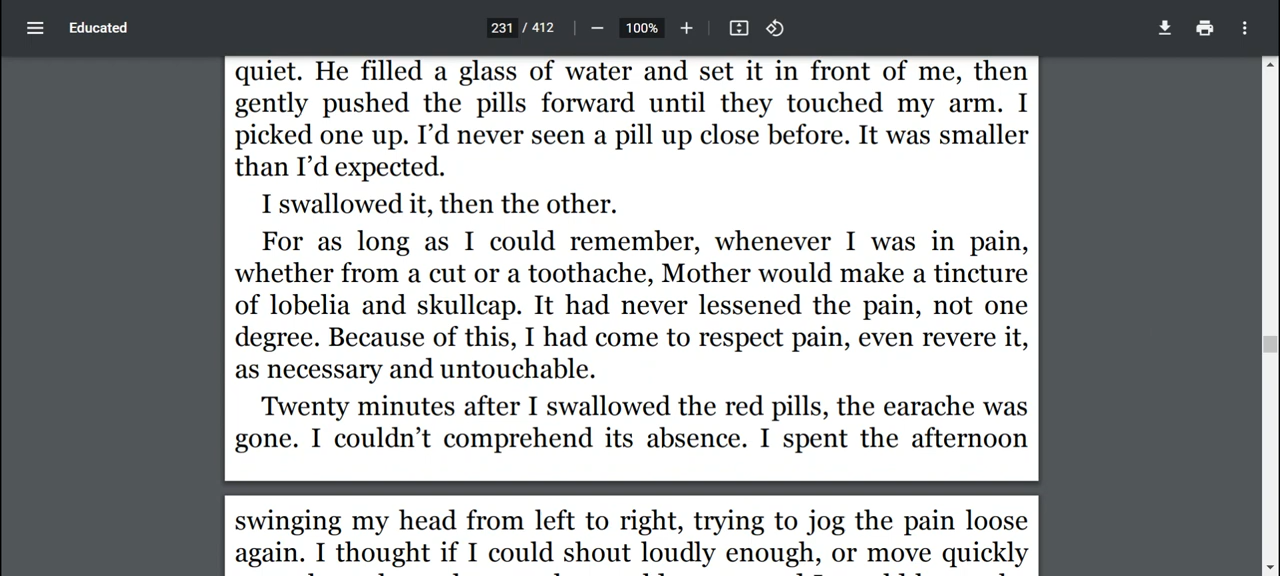 Educated
231 / 412
100%
quiet. He filled a glass of water and set it in front of me, then
gently pushed the pills forward until they touched my arm. I
picked one up. I’d never seen a pill up close before. It was smaller
than I’d expected.
I swallowed it, then the other.
For as long as I could remember, whenever I was in pain,
whether from a cut or a toothache, Mother would make a tincture
of lobelia and skullcap. It had never lessened the pain, not one
degree. Because of this, I had come to respect pain, even revere it,
as necessary and untouchable.
Twenty minutes after I swallowed the red pills, the earache was
gone. I couldn’t comprehend its absence. I spent the afternoon
swinging my head from left to right, trying to jog the pain loose
again. I thought if I could shout loudly enough, or move quickly